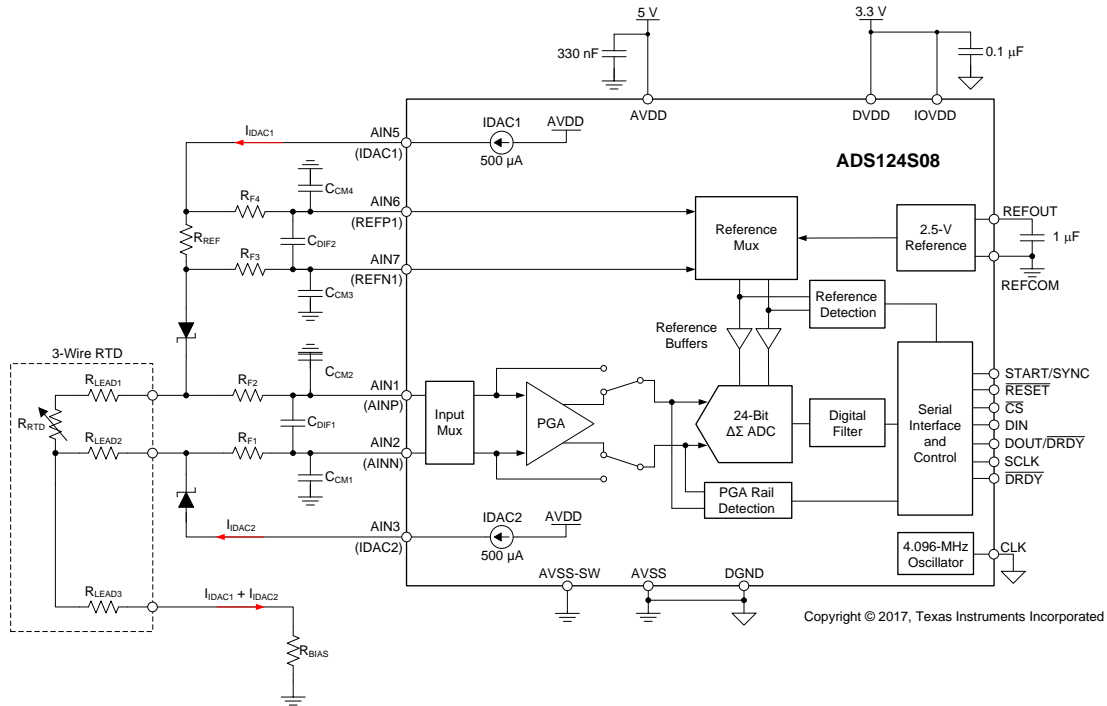 5 V
3.3 V
330 nF
0.1 µF
AVDD
DVDD
IOVDD
IIDAC1
AIN5
(IDAC1)
IDAC1
500 µA
AVDD
ADS124S08
RF4
CCM4
AIN6
(REFP1)
RREF
CDIF2
Reference
Mux
2.5-V
Reference
REFOUT
1 µF
REFCOM
RF3
AIN7
(REFN1)
CCM3
Reference
Detection
Reference
Buffers
3-Wire RTD
RLEAD1
RF2
CCM2
AIN1
(AINP)
RRTD
RLEAD2
RF1
CDIF1
AIN2
(AINN)
CCM1
Input
Mux
PGA
24-Bit
ΔΣ ADC
Digital
Filter
Serial
Interface
and
Control
START/SYNC
RESET
CS
DIN
DOUT/DRDY
SCLK
DRDY
PGA Rail
Detection
IIDAC2
AIN3
(IDAC2)
IDAC2
500 µA
AVDD
4.096-MHz
Oscillator
CLK
AVSS-SW
AVSS
DGND
RLEAD3
IIDAC1 + IIDAC2
RBIAS
Copyright © 2017, Texas Instruments Incorporated